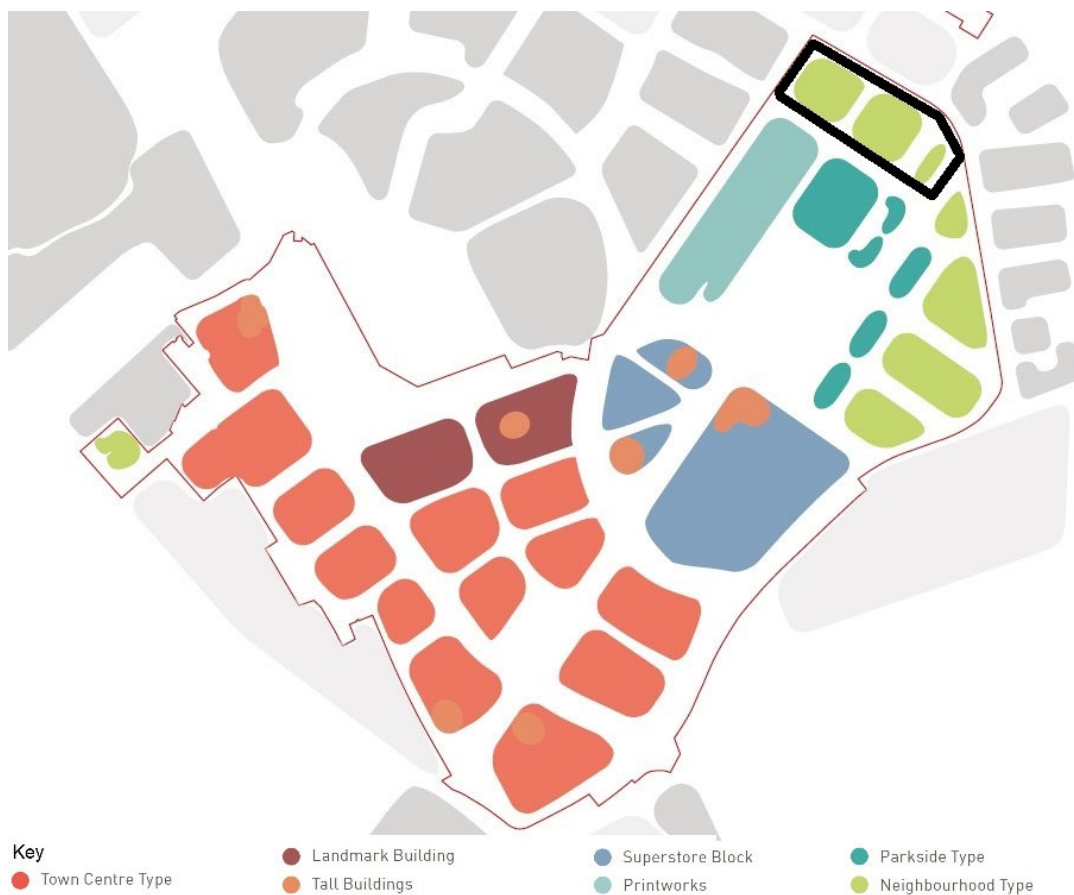 Key
Town Centre Type
Landmark Building
Tall Buildings
Superstore Block
Printworks
Parkside Type
Neighbourhood Type